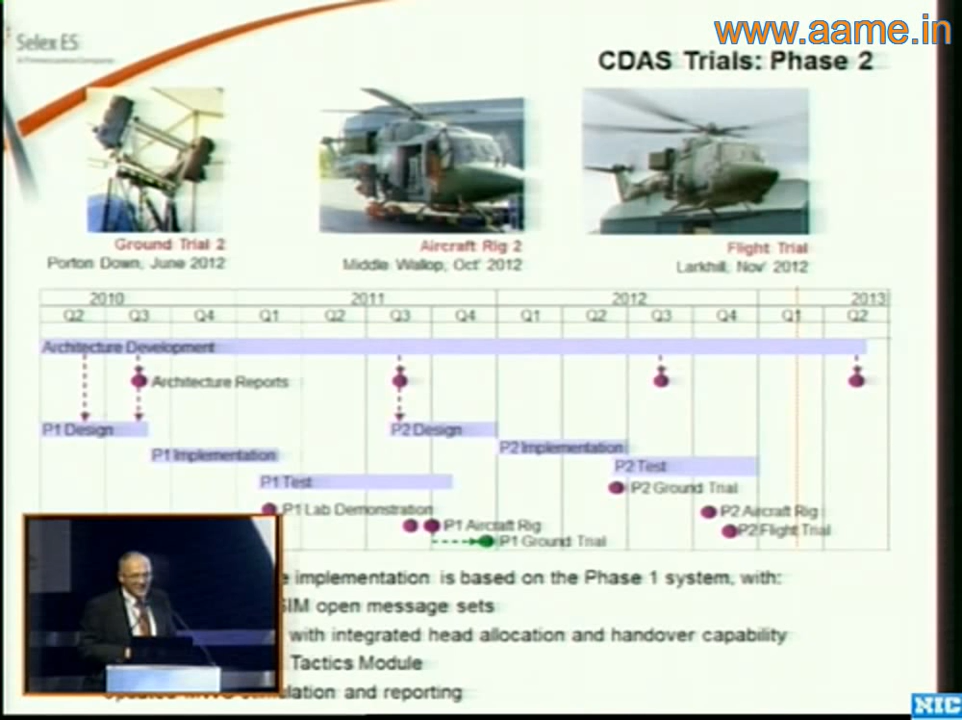 www.aame.in
Selex ES
CDAS Trials: Phase 2
Ground Trial 2
Porton Down, June 2012
Aircraft Rig 2
Middle Wallop, Oct' 2012
Flight Trial
Larkhill, Nov' 2012
2010 2011 2012 2013
Q2 Q3 Q4 Q1 Q2 Q3 Q4 Q1 Q2 Q3 Q4 Q1 Q2
Architecture Development
Architecture Reports
P1 Design P2 Design
P1 Implementation P2 Implementation
P2 Test
P1 Test P2 Ground Trial
P1 Lab Demonstration P2 Aircraft Rig
P1 Aircraft Rig P2 Flight Trial
P1 Ground Trial
implementation is based on the Phase 1 system, with:
open message sets
with integrated head allocation and handover capability
Tactics Module
and reporting
NIC